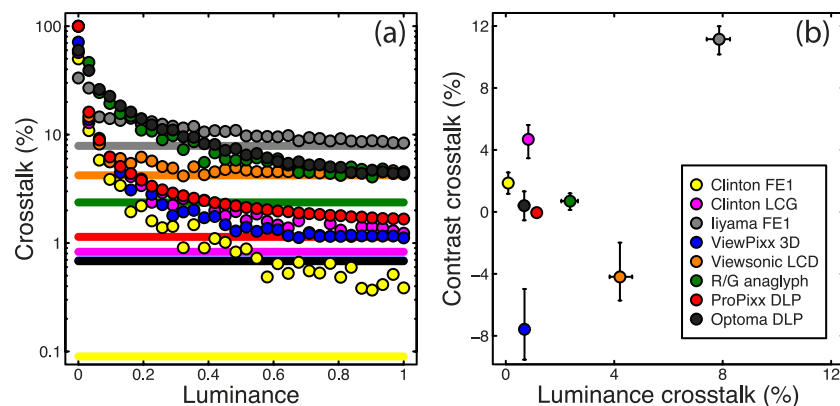 (a)
Crosstalk (%)
100
10
1
0.1
0
0.2
0.4
0.6
0.8
1
Luminance
(b)
Contrast crosstalk (%)
12
8
4
0
−4
−8
0
4
8
12
Luminance crosstalk (%)
Clinton FE1
Clinton LCG
Iiyama FE1
ViewPixx 3D
Viewsonic LCD
R/G anaglyph
ProPixx DLP
Optoma DLP